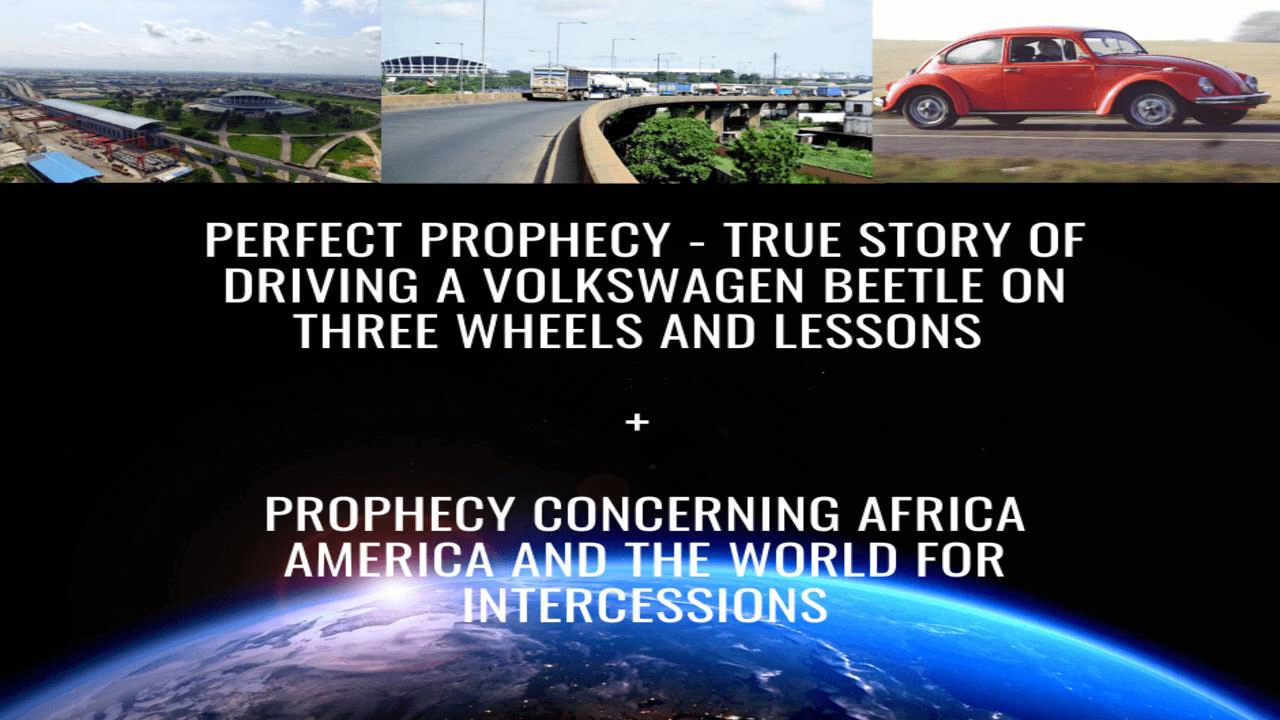 PERFECT PROPHECY - TRUE STORY OF
DRIVING A VOLKSWAGEN BEETLE ON
THREE WHEELS AND LESSONS
+
PROPHECY CONCERNING AFRICA
AMERICA AND THE WORLD FOR
INTERCESSIONS